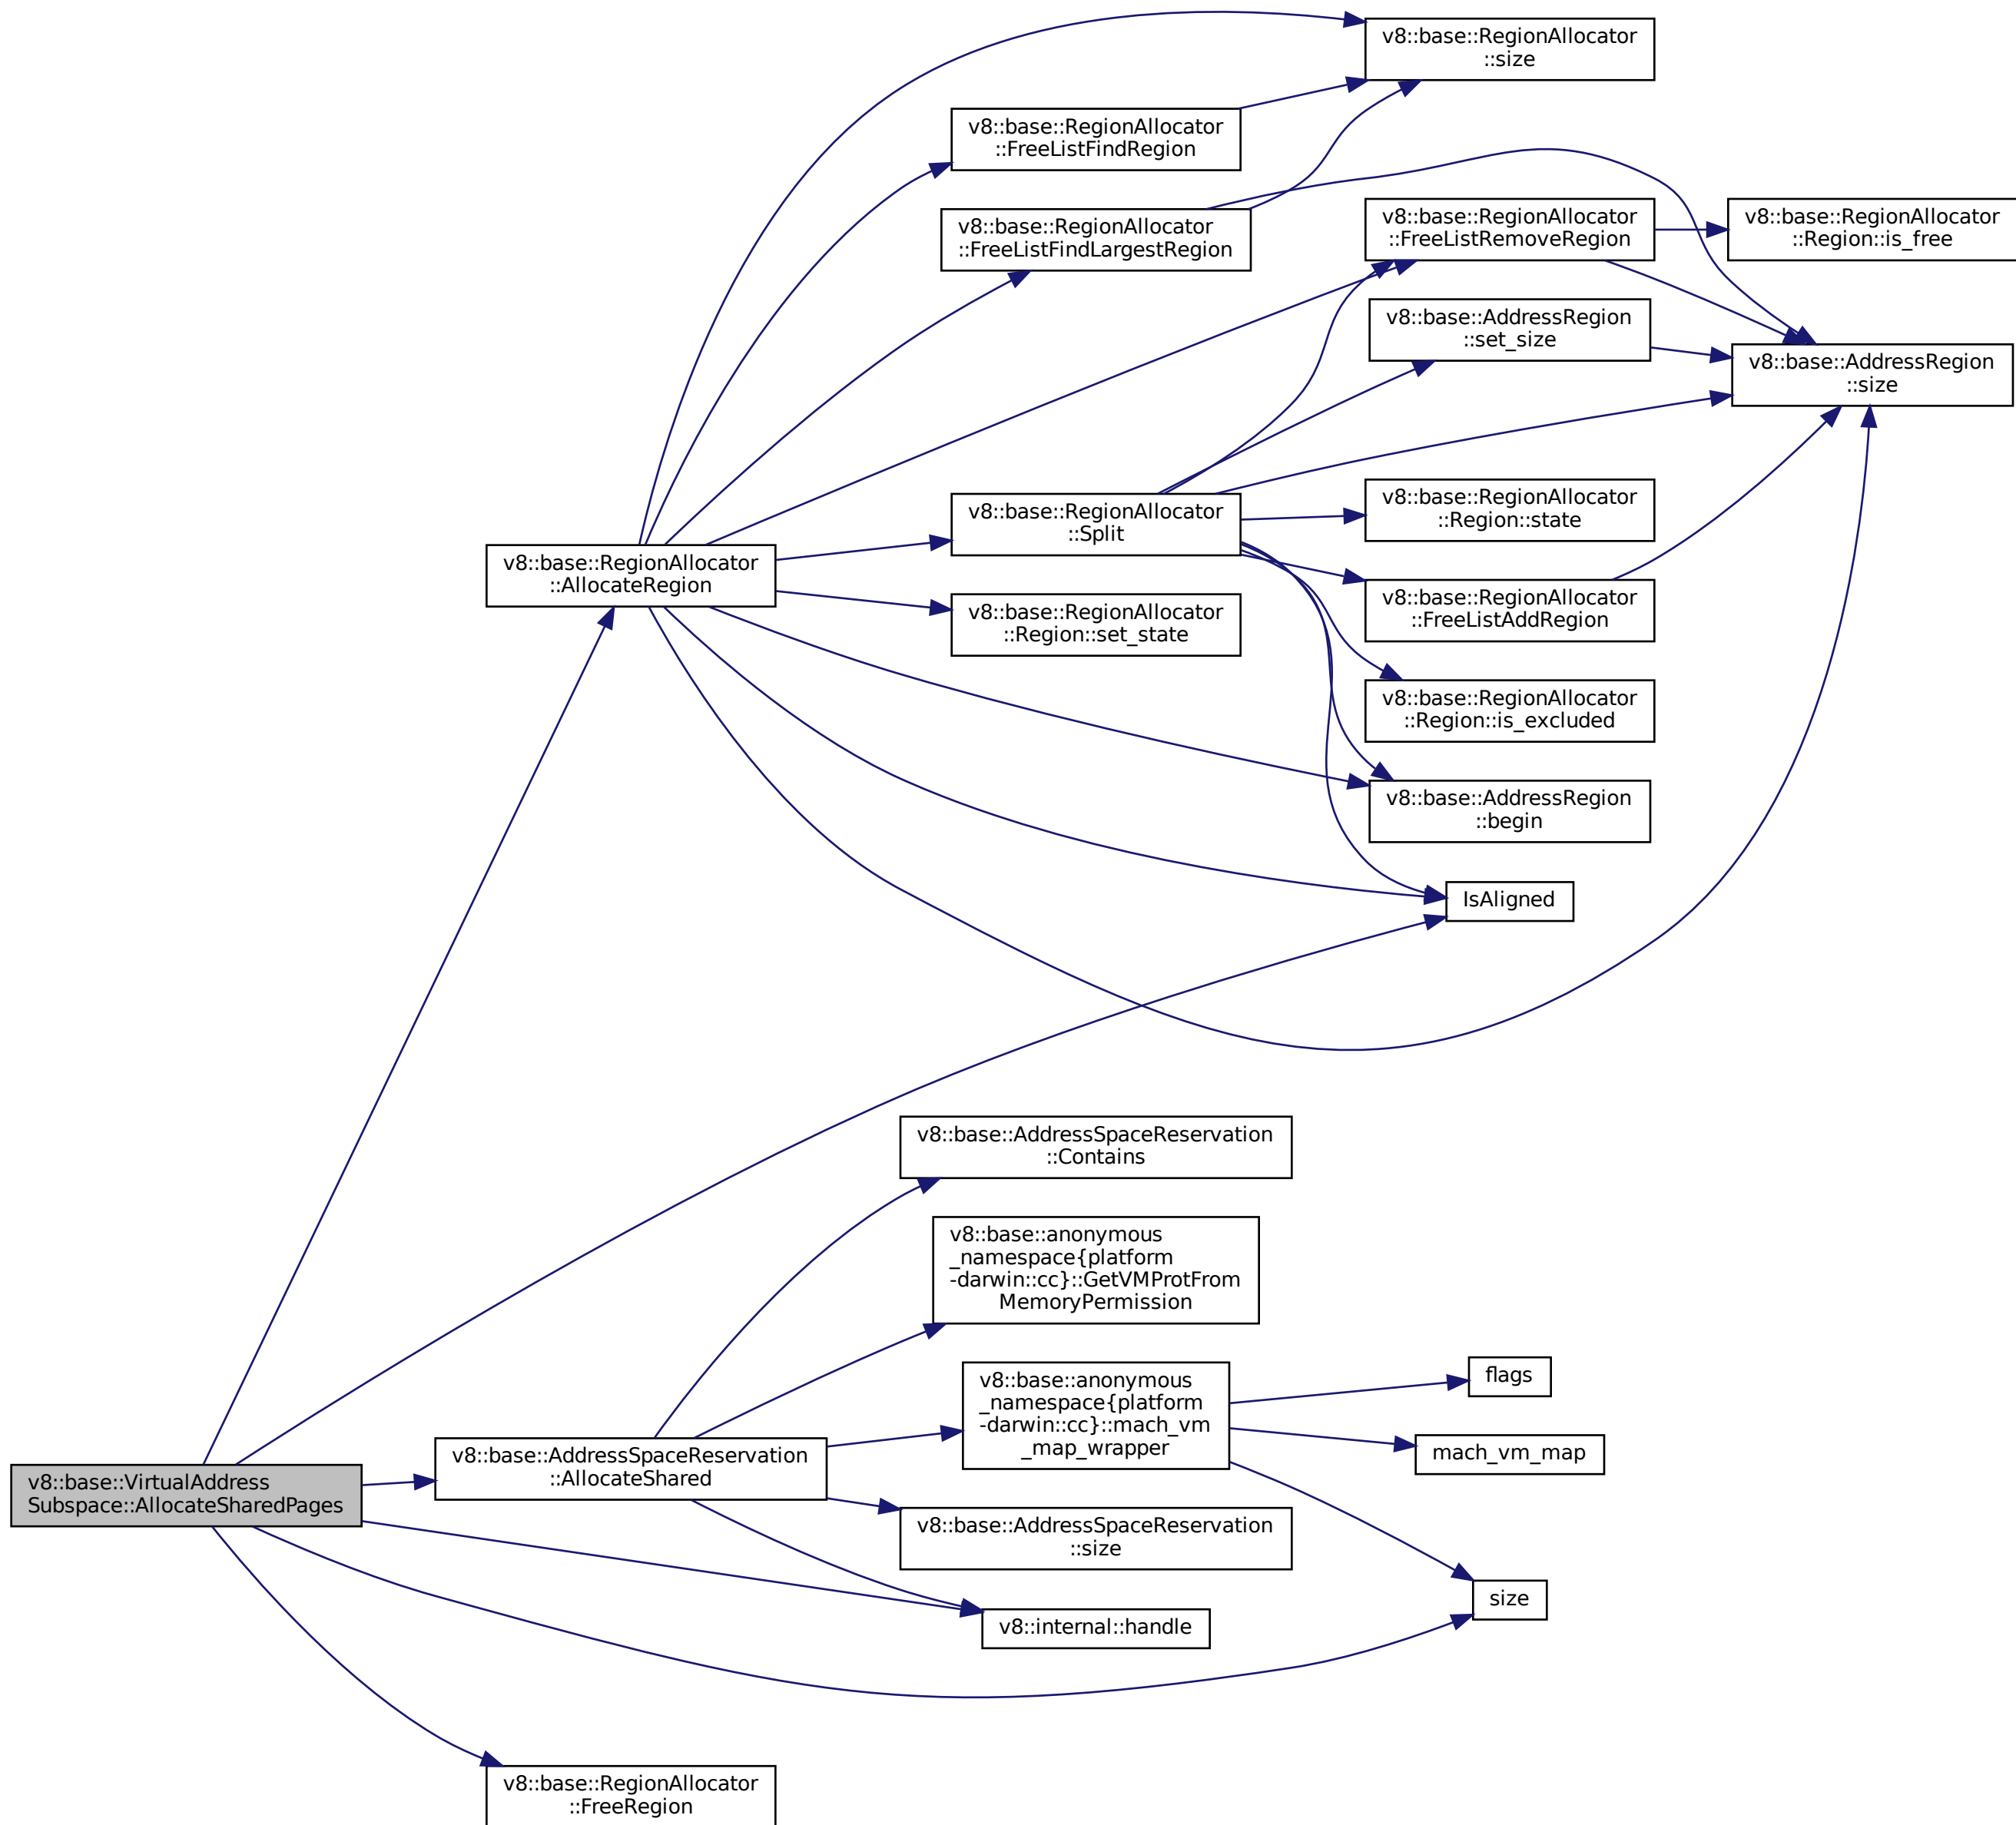 v8::base::RegionAllocator
::size
v8::base::RegionAllocator
::FreeListFindRegion
v8::base::RegionAllocator
::FreeListFindLargestRegion
v8::base::RegionAllocator
::FreeListRemoveRegion
v8::base::RegionAllocator
::Region::is_free
v8::base::AddressRegion
::set_size
v8::base::AddressRegion
::size
v8::base::RegionAllocator
::Split
v8::base::RegionAllocator
::Region::state
v8::base::RegionAllocator
::AllocateRegion
v8::base::RegionAllocator
::FreeListAddRegion
v8::base::RegionAllocator
::Region::set_state
v8::base::RegionAllocator
::Region::is_excluded
v8::base::AddressRegion
::begin
IsAligned
v8::base::AddressSpaceReservation
::Contains
v8::base::anonymous
_namespace{platform
-darwin::cc}::GetVMProtFrom
MemoryPermission
v8::base::anonymous
_namespace{platform
-darwin::cc}::mach_vm
_map_wrapper
flags
mach_vm_map
v8::base::AddressSpaceReservation
::AllocateShared
v8::base::VirtualAddress
Subspace::AllocateSharedPages
v8::base::AddressSpaceReservation
::size
size
v8::internal::handle
v8::base::RegionAllocator
::FreeRegion